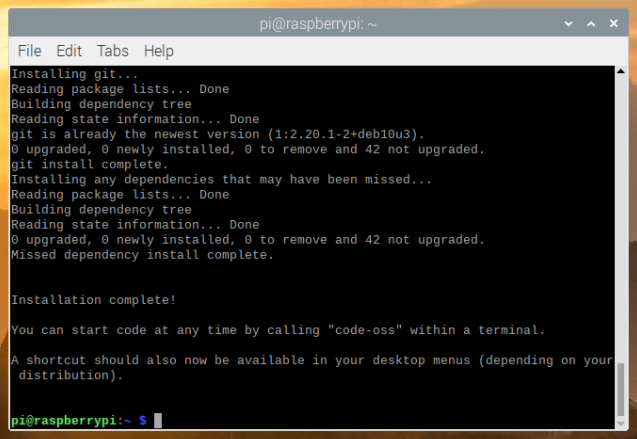 pi@raspberrypi: ~
File Edit Tabs Help
Installing git...
Reading package lists... Done
Building dependency tree
Reading state information... Done
git is already the newest version (1:2.20.1-2+deb10u3).
0 upgraded, 0 newly installed, 0 to remove and 42 not upgraded.
git install complete.
Installing any dependencies that may have been missed...
Reading package lists... Done
Building dependency tree
Reading state information... Done
0 upgraded, 0 newly installed, 0 to remove and 42 not upgraded.
Missed dependency install complete.
Installation complete!
You can start code at any time by calling "code-oss" within a terminal.
A shortcut should also now be available in your desktop menus (depending on your
distribution).
pi@raspberrypi:~ $